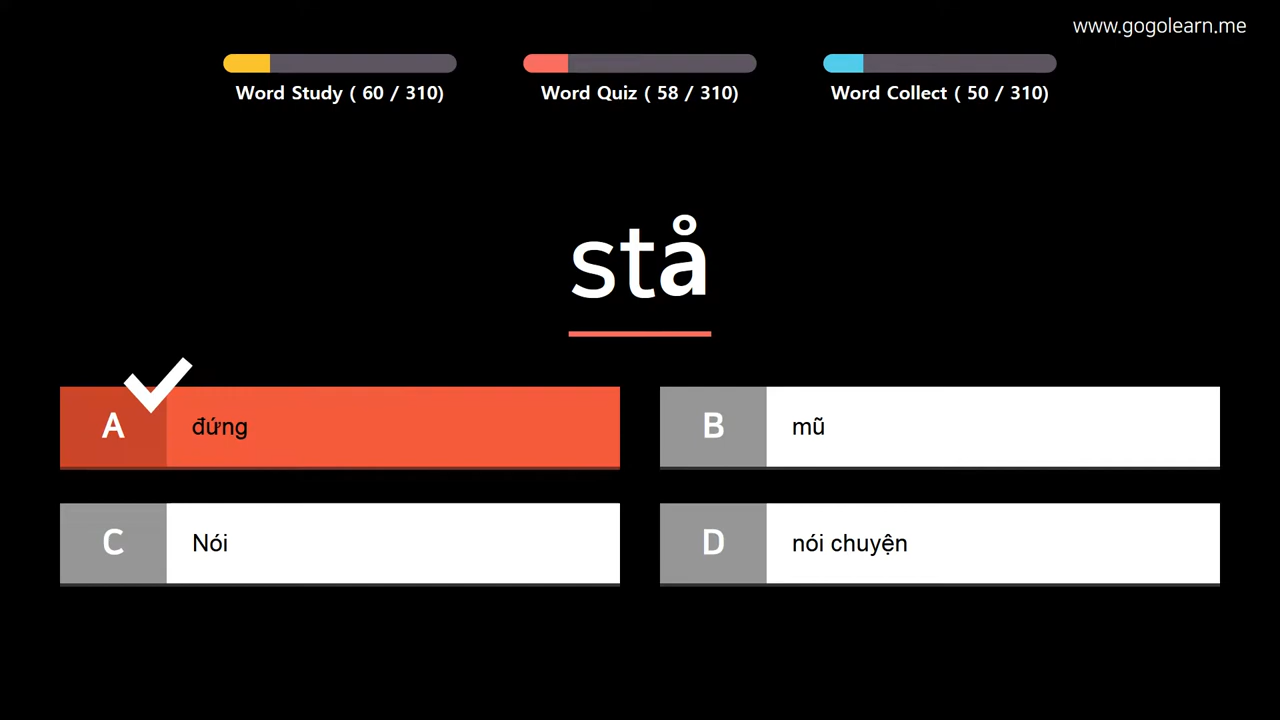 www.gogolearn.me
Word Study ( 60 / 310)
Word Quiz ( 58 / 310)
Word Collect ( 50 / 310)
stå
A đứng
B mũ
C Nói
D nói chuyện